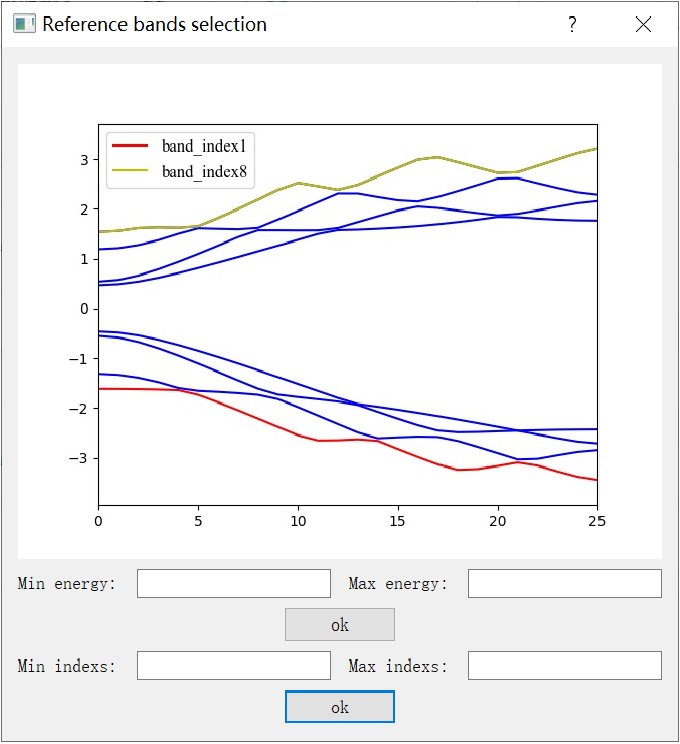 Reference bands selection ?
band_index1
band_index8
3
2
1
0
−1
−2
−3
0 5 10 15 20 25
Min energy: Max energy:
ok
Min indexs: Max indexs:
ok